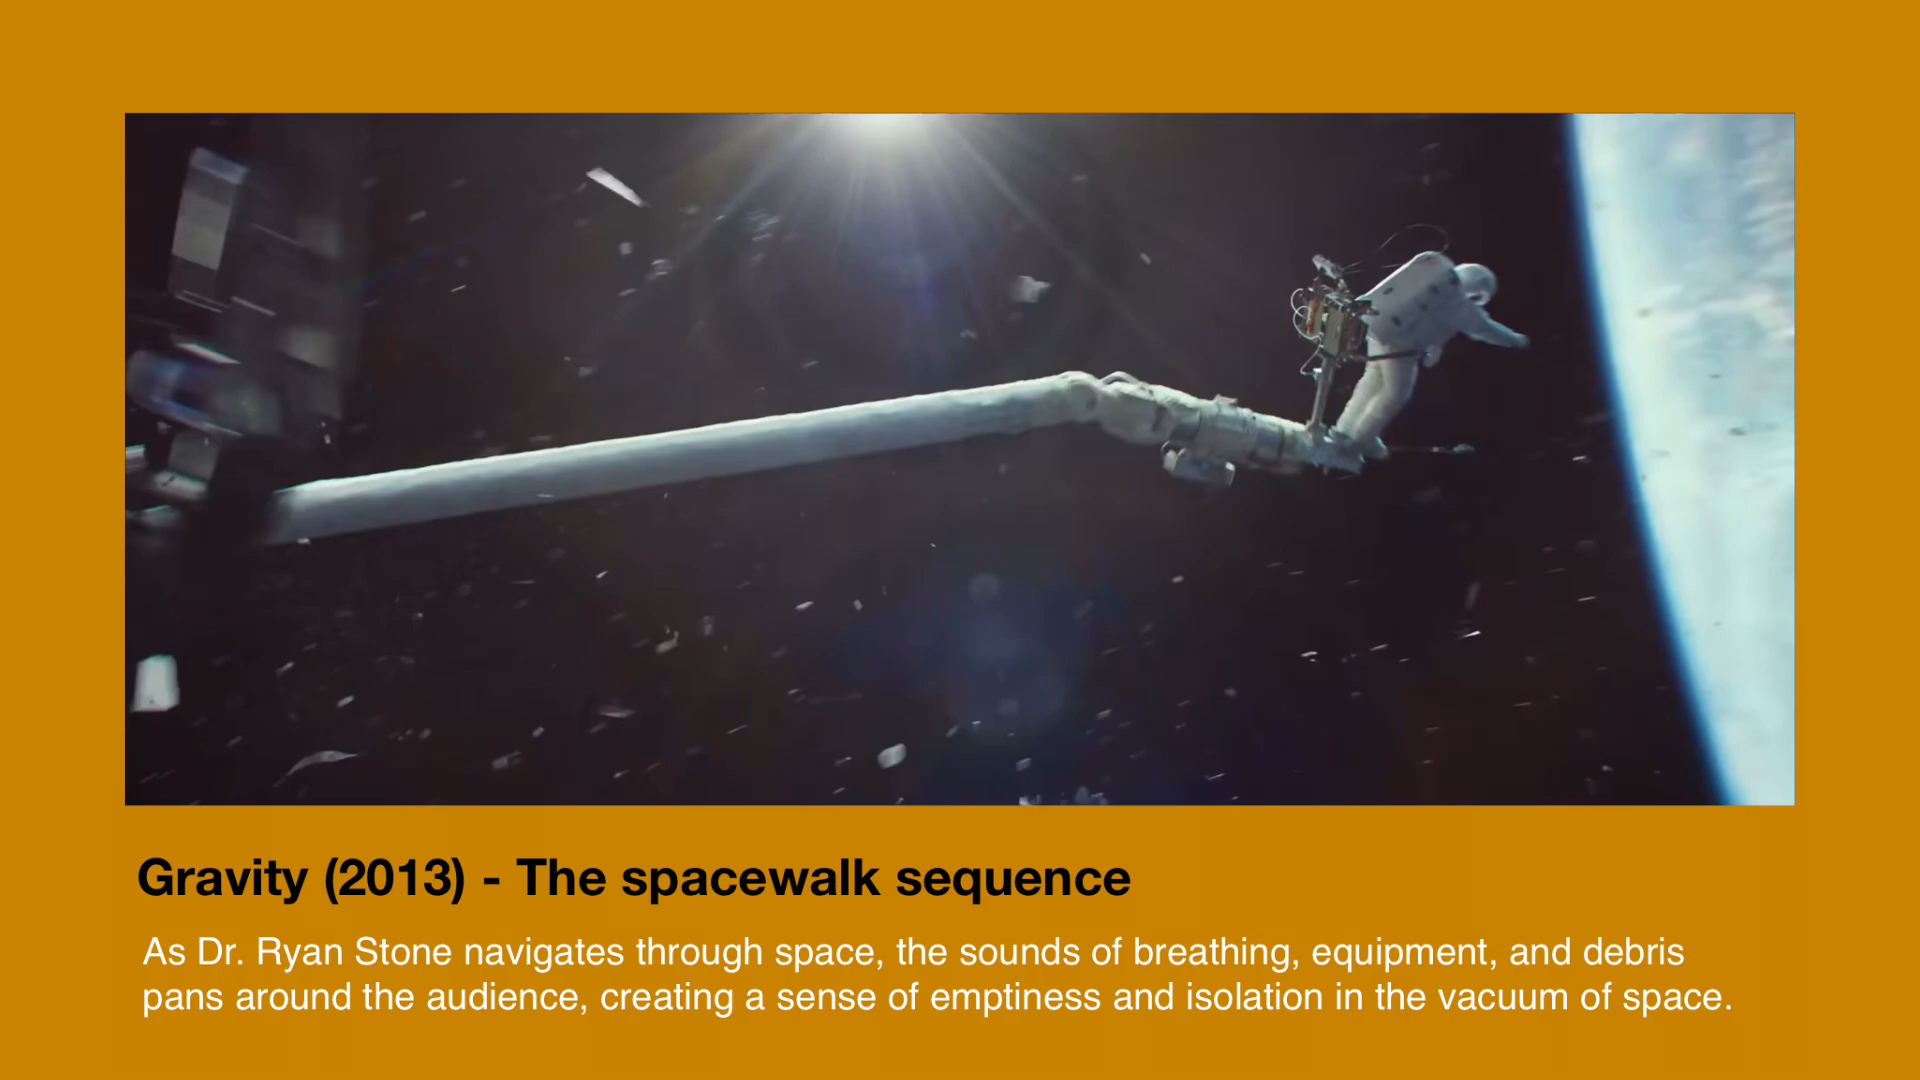 Gravity (2013) - The spacewalk sequence
As Dr. Ryan Stone navigates through space, the sounds of breathing, equipment, and debris
pans around the audience, creating a sense of emptiness and isolation in the vacuum of space.